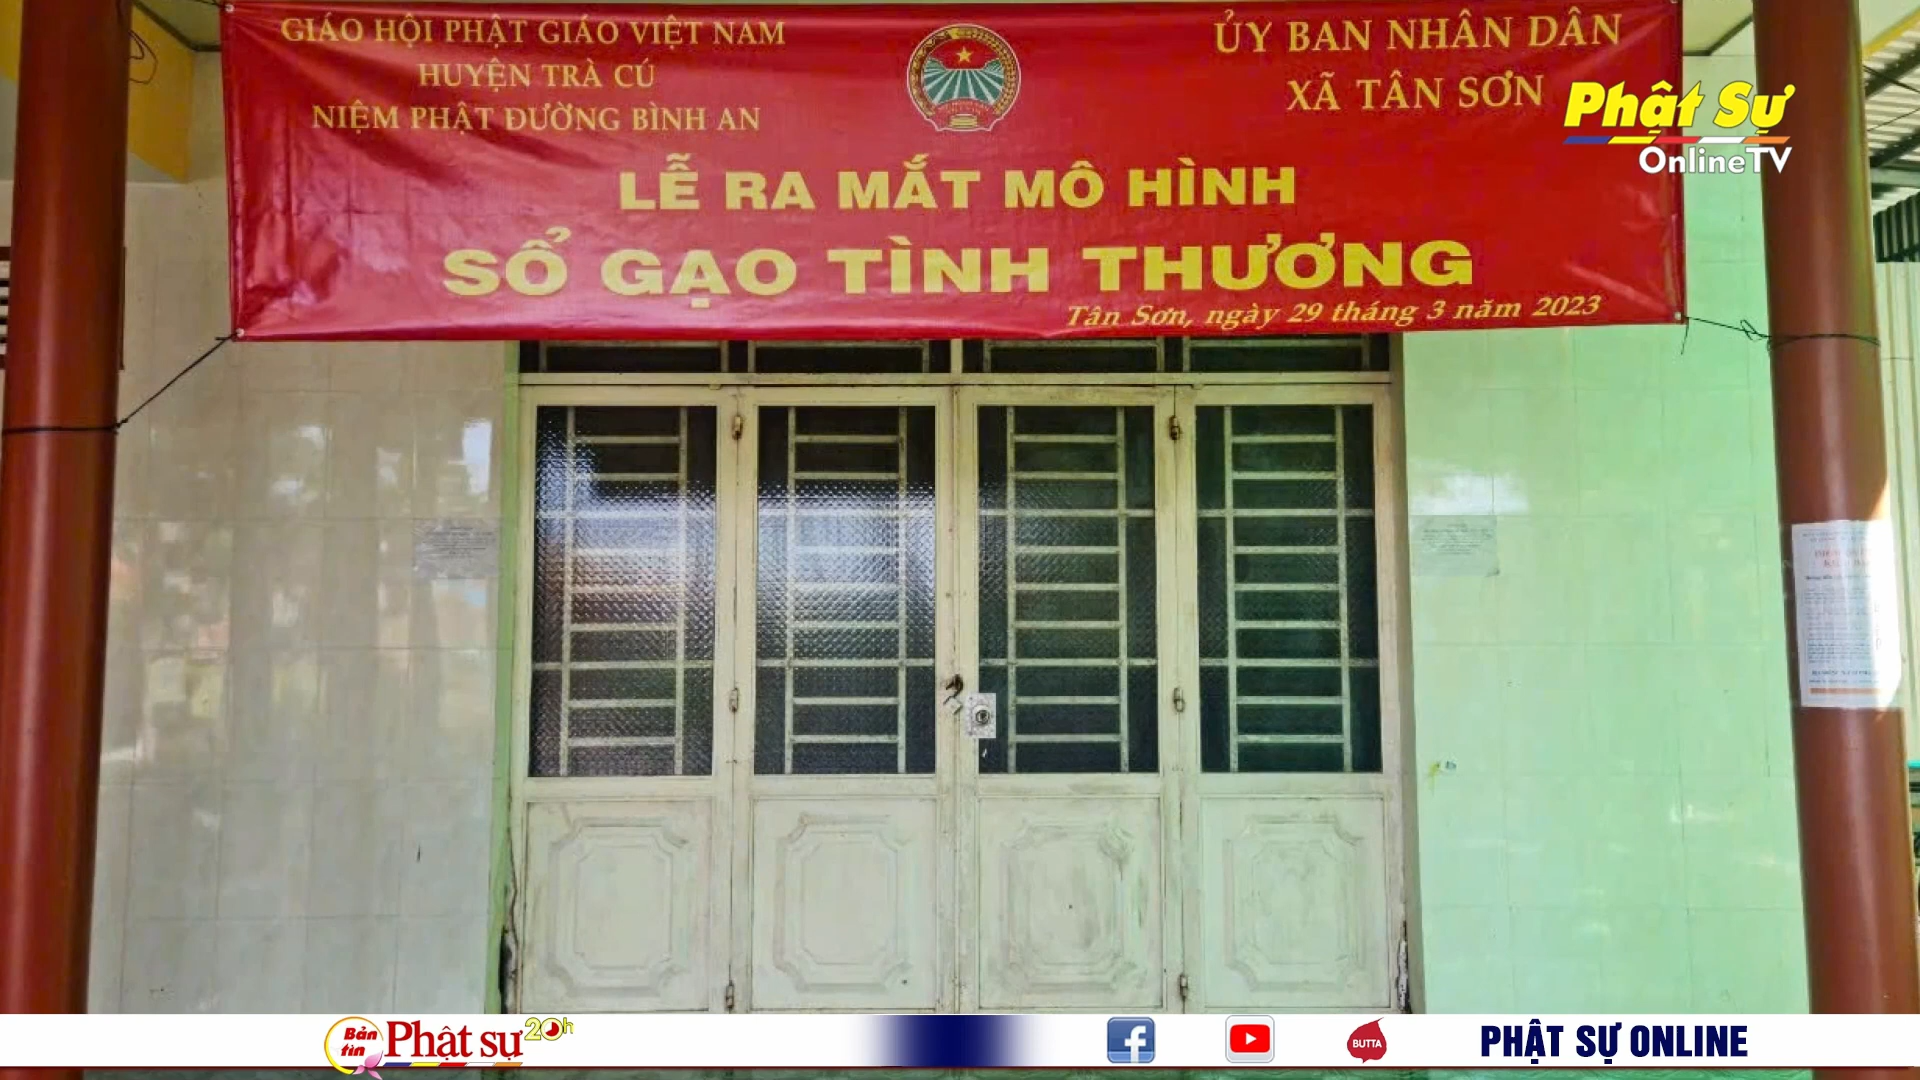 GIÁO HỘI PHẬT GIÁO VIỆT NAM
HUYỆN TRÀ CÚ
NIỆM PHẬT ĐƯỜNG BÌNH AN
ỦY BAN NHÂN DÂN
XÃ TÂN SƠN
LỄ RA MẮT MÔ HÌNH
SỔ GẠO TÌNH THƯƠNG
Tân Sơn, ngày 29 tháng 3 năm 2023
Phật Sự
OnlineTV
Bản tin Phật sự 20h
BUTTA
PHẬT SỰ ONLINE